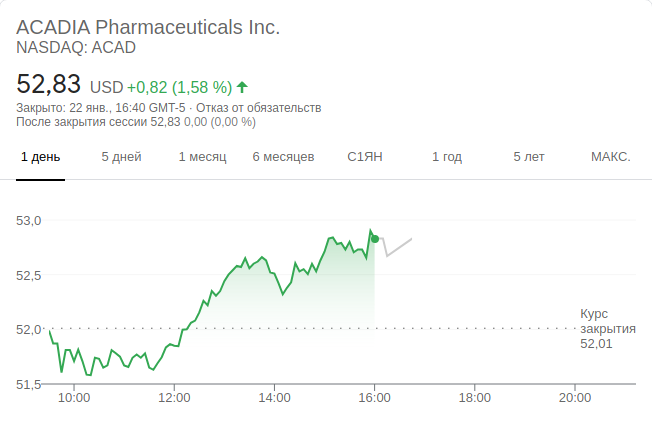 ACADIA Pharmaceuticals Inc.
NASDAQ: ACAD
52,83 USD +0,82 (1,58 %)
Закрыто: 22 янв., 16:40 GMT-5 · Отказ от обязательств
После закрытия сессии 52,83 0,00 (0,00 %)
1 день 5 дней 1 месяц 6 месяцев С1ЯН 1 год 5 лет МАКС.
53,0
52,5
52,0
51,5
Курс
закрытия
52,01
10:00 12:00 14:00 16:00 18:00 20:00